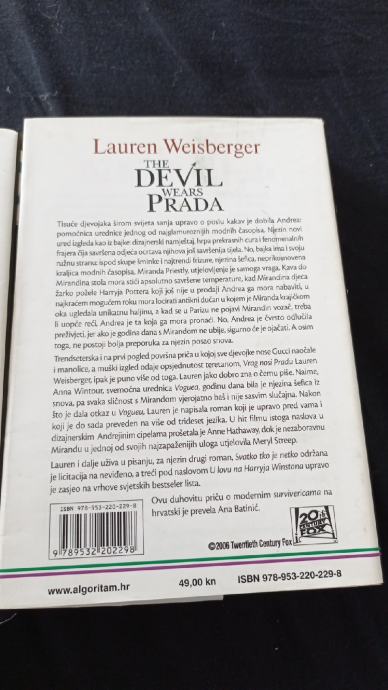 Lauren Weisberger
THE
DEVIL
WEARS
PRADA
Tisuće djevojaka širom svijeta sanja upravo o poslu kakav je dobila Andrea:
pomoćnica urednice jednog od najglamuroznijih modnih časopisa. Njezin novi
ured izgleda kao iz bajke: dizajnerski namještaj, hrpa prekrasnih cura i fenomenalnih
frajera čija savršena odjeća ocrtava njihova još savršenija tijela. No, bajka ima i svoju
ružnu stranu: ispod skupe šminke i najtrendi frizure, njezina šefica, neprikosnovena
kraljica modnih časopisa, Miranda Priestly, utjelovljenje je samoga vraga. Kava do
Mirandina stola mora stići apsolutno savršene temperature, kad Mirandina djeca
žarko požele Harryja Pottera koji još nije u prodaji Andrea ga mora nabaviti, u
najkraćem mogućem roku mora locirati antikni dućan u kojem je Miranda krajičkom
oka ugledala unikatnu haljinu, a kad se u Parizu ne pojavi Mirandin vozač, treba
li uopće reći, Andrea je ta koja ga mora pronaći. No, Andrea je čvrsto odlučila
preživjeti, jer ako je godina dana s Mirandom ne ubije, sigurno će je ojačati. A osim
toga, ne postoji bolja preporuka za njezin posao snova.
Trendseterska i na prvi pogled površna priča u kojoj sve djevojke nose Gucci naočale
i manolice, a muški izgled odaje opsjednutost teretanom, Vrag nosi Pradu Lauren
Weisberger, ipak je puno više od toga. Lauren jako dobro zna o čemu piše. Naime,
Anna Wintour, svemoćna urednica Voguea, godinu dana bila je njezina šefica iz
snova, pa svaka sličnost s Mirandom vjerojatno baš i nije sasvim slučajna. Nakon
što je dala otkaz u Vogueu, Lauren je napisala roman koji je upravo pred vama i
koji je do sada preveden na više od trideset jezika. U hit filmu istoga naslova u
dizajnerskim Andrejinim cipelama prošetala je Anne Hathaway, dok je nezaboravnu
Mirandu u jednoj od svojih najzapaženijih uloga utjelovila Meryl Streep.
Lauren i dalje uživa u pisanju, za njezin drugi roman, Svatko tko je netko održana
je licitacija na neviđeno, a treći pod naslovom U lovu na Harryja Winstona upravo
je zasjeo na vrhove svjetskih bestseler lista.
Ovu duhovitu priču o modernim survivericama na
hrvatski je prevela Ana Batinić.
ISBN 978-953-220-229-8
9 789532 202298
20th
CENTURY
FOX
©2006 Twentieth Century Fox
www.algoritam.hr 49,00 kn ISBN 978-953-220-229-8